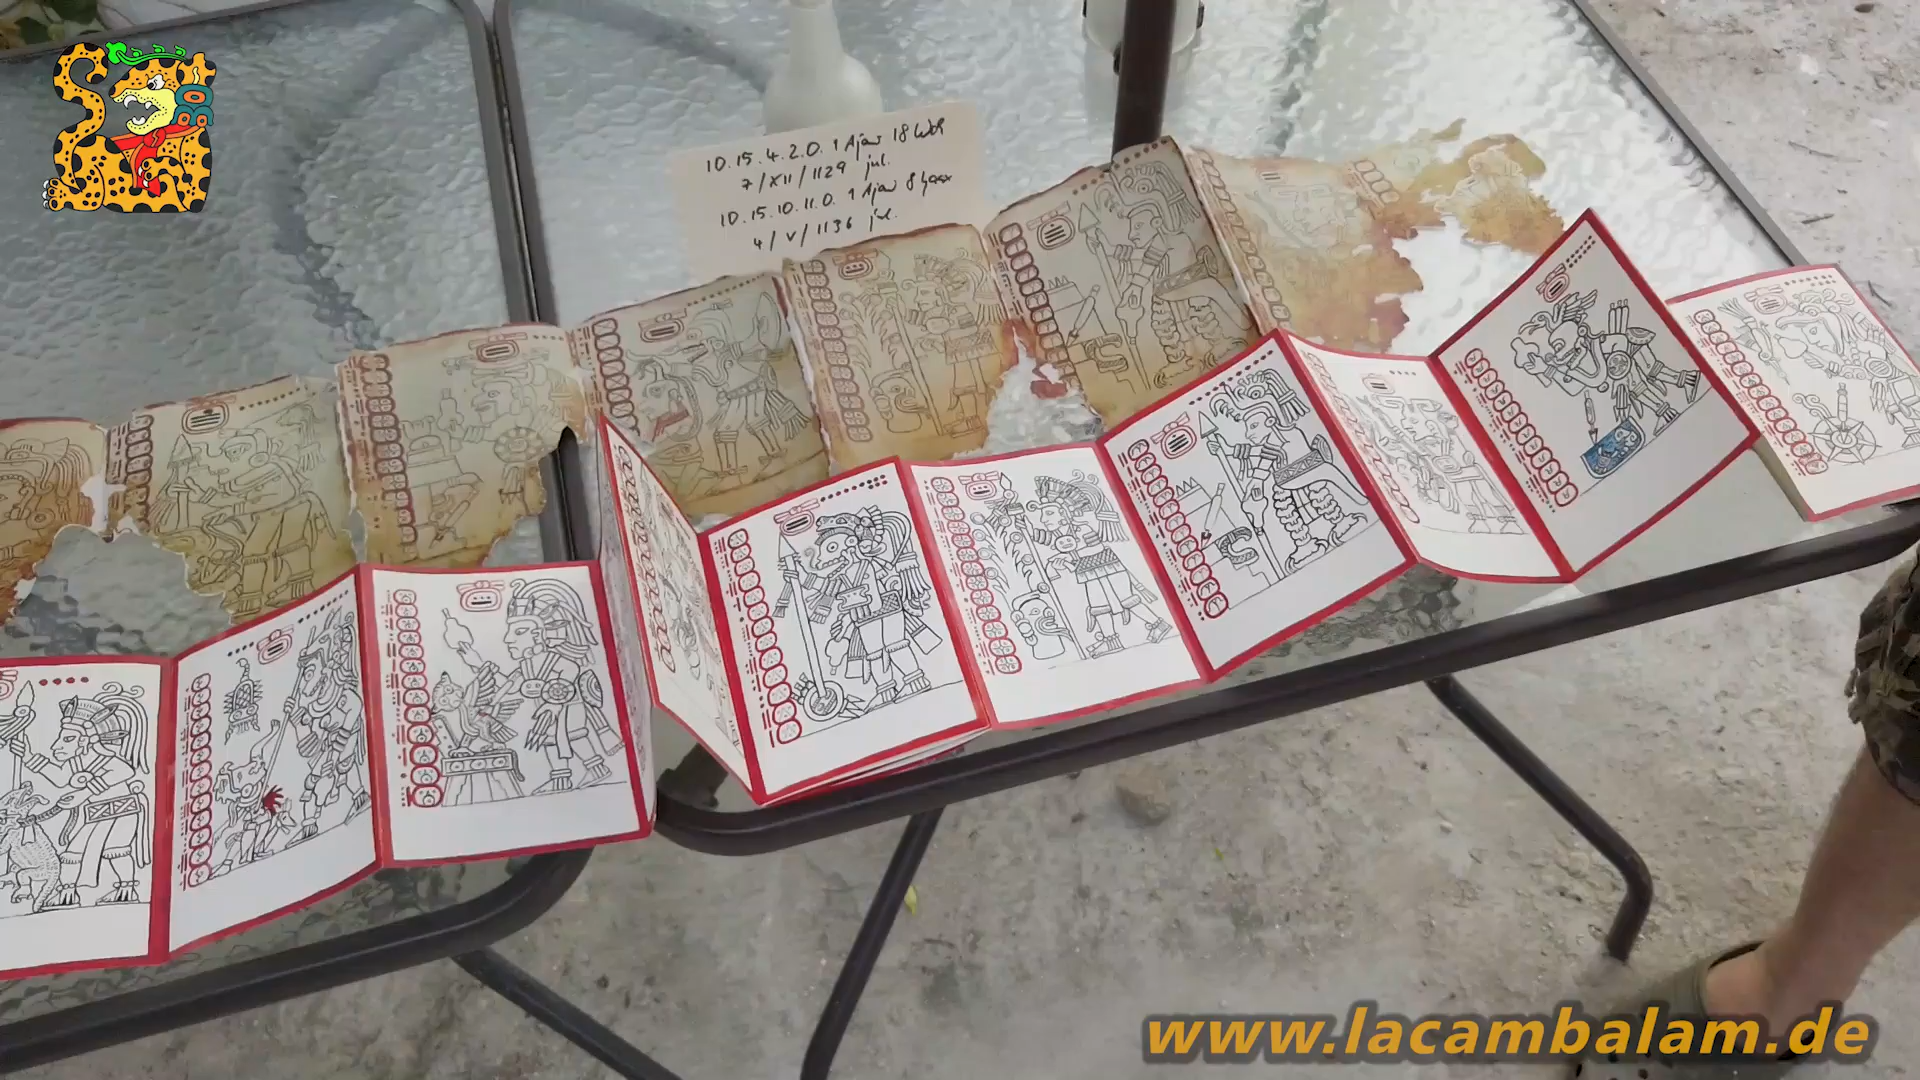 10.15.4.2.0. 1 Ajaw 18 Woh
7/XII/1129 jul.
10.15.10.11.0. 1 Ajaw 8 Yaax
4/V/1136 jul.
www.lacambalam.de